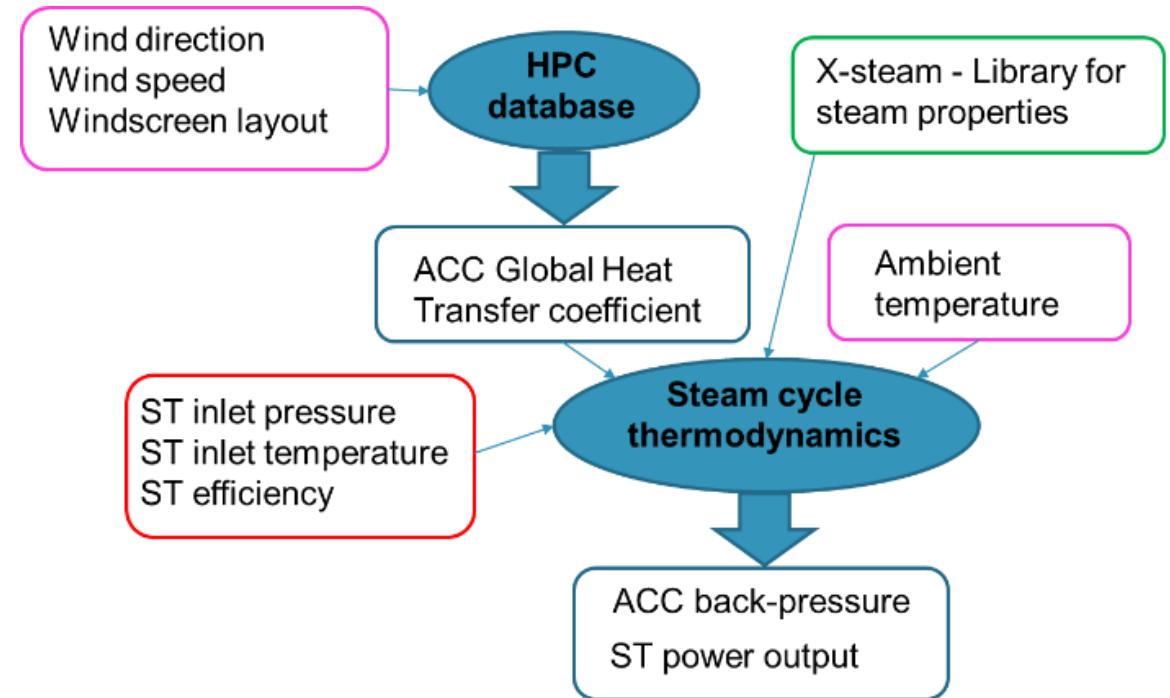 Wind direction
Wind speed
Windscreen layout
HPC
database
X-steam - Library for
steam properties
ACC Global Heat
Transfer coefficient
Ambient
temperature
ST inlet pressure
ST inlet temperature
ST efficiency
Steam cycle
thermodynamics
ACC back-pressure
ST power output